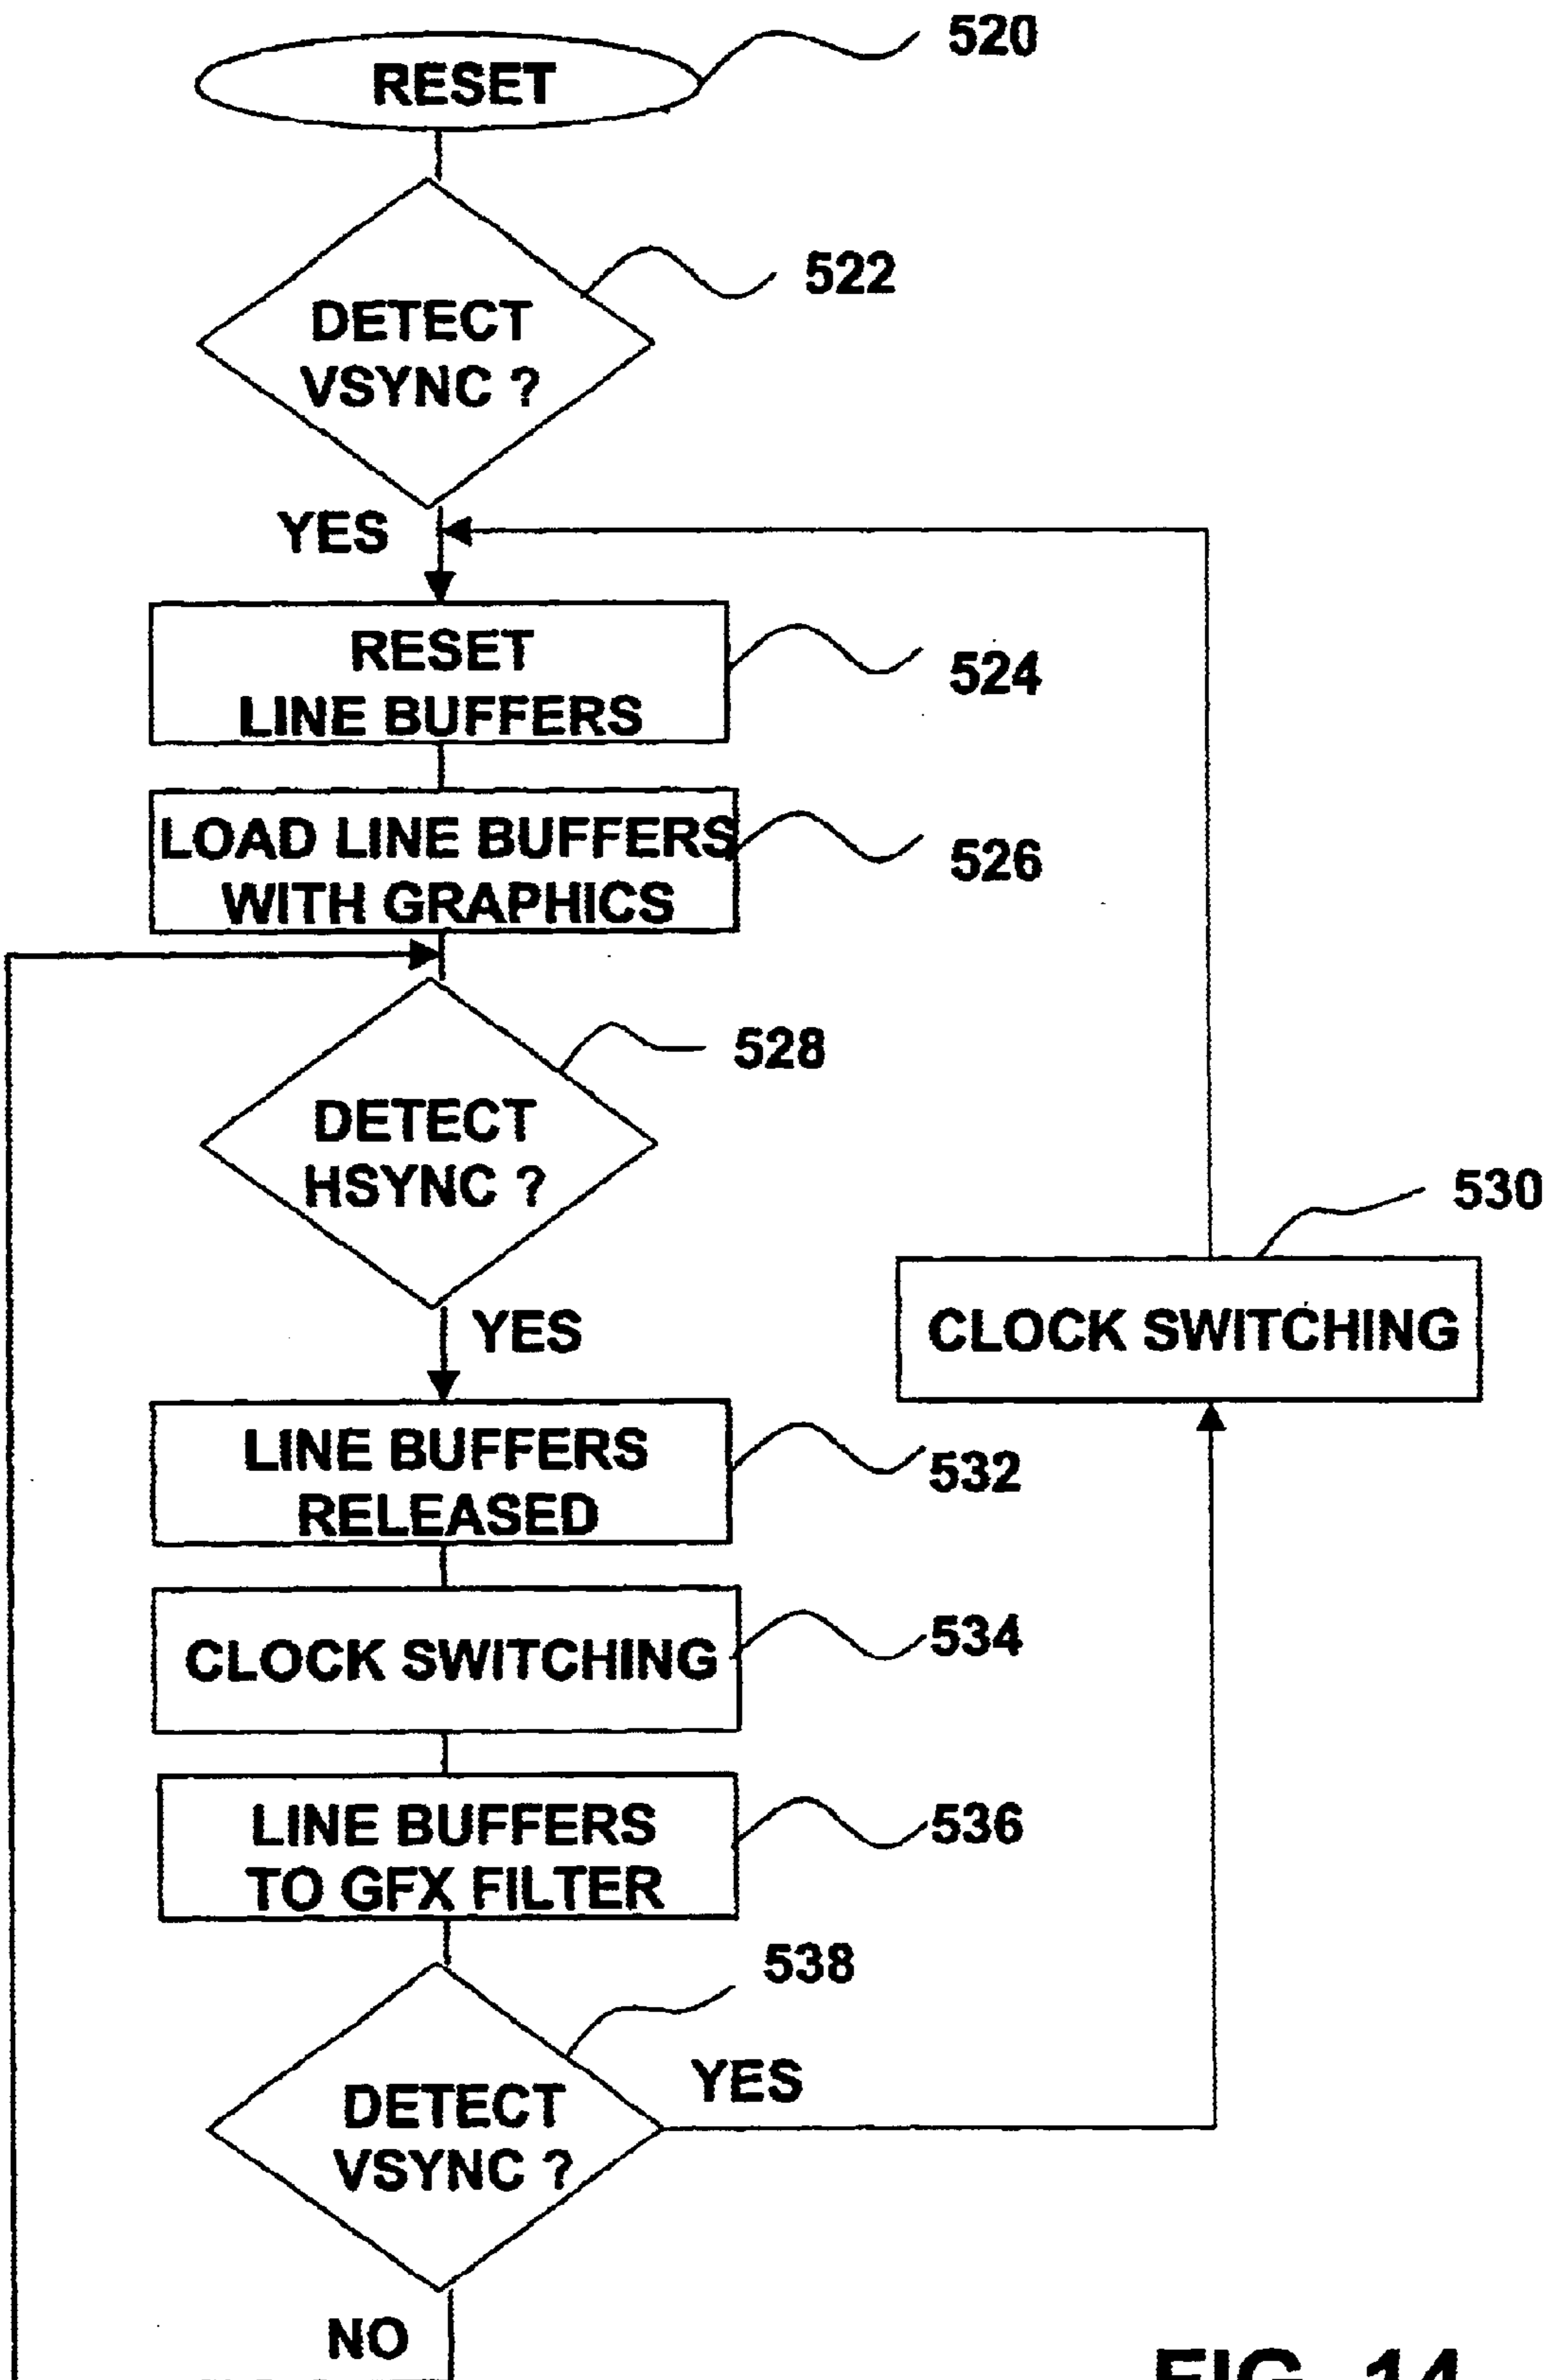 RESET
520
DETECT
VSYNC ?
522
YES
RESET
LINE BUFFERS
524
LOAD LINE BUFFERS
WITH GRAPHICS
526
DETECT
HSYNC ?
528
YES
530
CLOCK SWITCHING
LINE BUFFERS
RELEASED
532
CLOCK SWITCHING
534
LINE BUFFERS
TO GFX FILTER
536
DETECT
VSYNC ?
538
YES
NO
FIG. 14